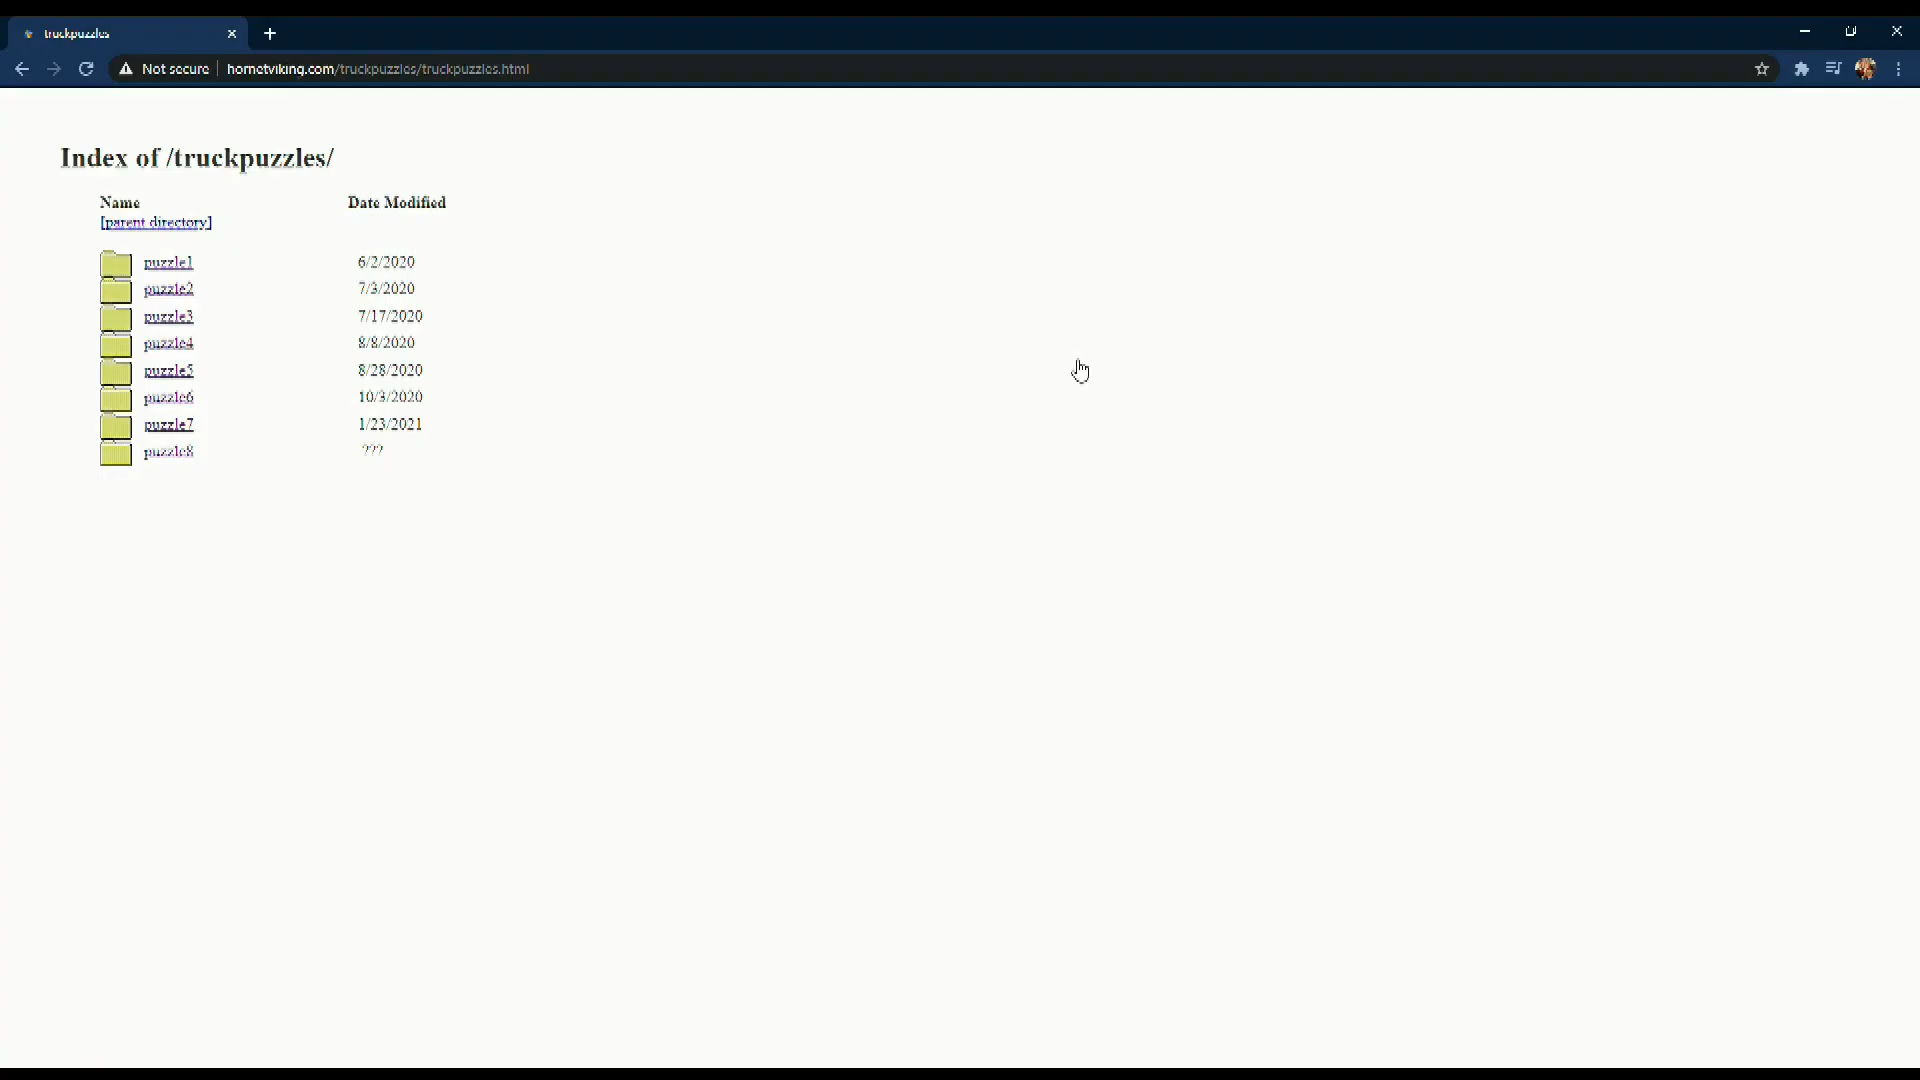 truckpuzzles
Not secure
hornetviking.com/truckpuzzles/truckpuzzles.html
Index of /truckpuzzles/
Name Date Modified
[parent directory]
puzzle1 6/2/2020
puzzle2 7/3/2020
puzzle3 7/17/2020
puzzle4 8/8/2020
puzzle5 8/28/2020
puzzle6 10/3/2020
puzzle7 1/23/2021
puzzle8 ???